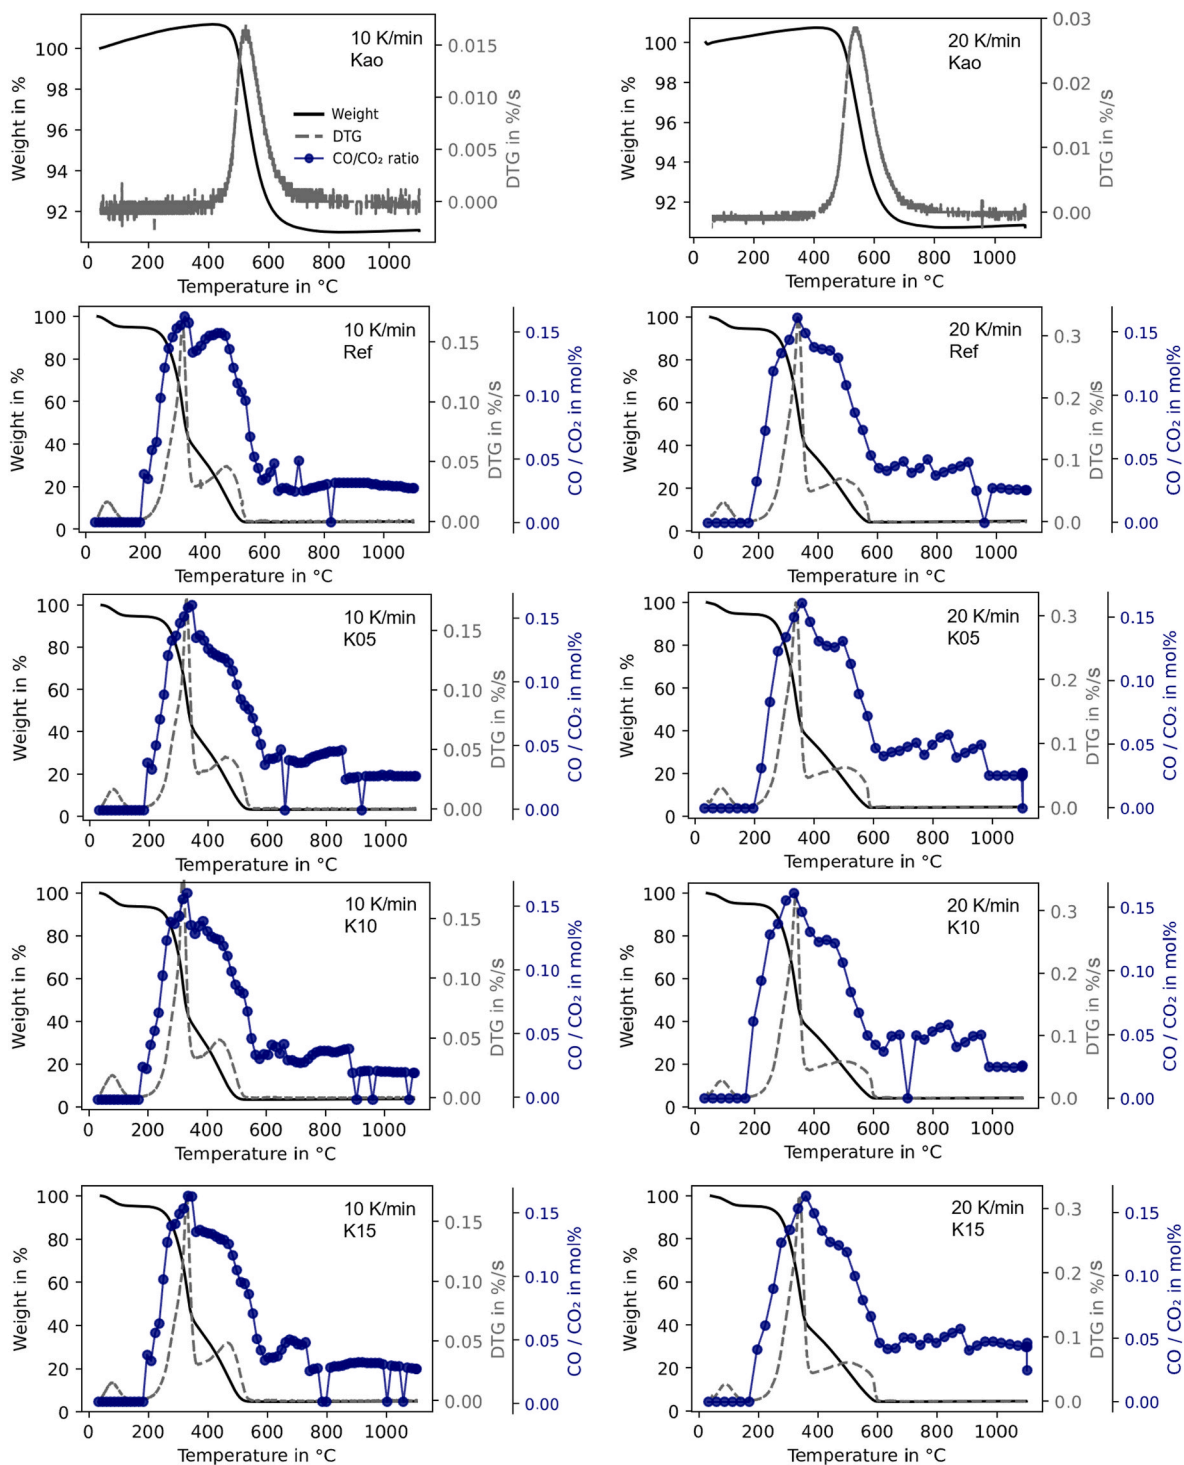 10 K/min
Kao
Weight
DTG
CO/CO₂ ratio
Weight in %
100
98
96
94
92
0.015
0.010
0.005
0.000
DTG in %/s
0 200 400 600 800 1000
Temperature in °C
20 K/min
Kao
Weight in %
100
98
96
94
92
0.03
0.02
0.01
0.00
DTG in %/s
0 200 400 600 800 1000
Temperature in °C
10 K/min
Ref
Weight in %
100
80
60
40
20
0
0.15
0.10
0.05
0.00
DTG in %/s
0.15
0.10
0.05
0.00
CO / CO₂ in mol%
0 200 400 600 800 1000
Temperature in °C
20 K/min
Ref
Weight in %
100
80
60
40
20
0
0.3
0.2
0.1
0.0
DTG in %/s
0.15
0.10
0.05
0.00
CO / CO₂ in mol%
0 200 400 600 800 1000
Temperature in °C
10 K/min
K05
Weight in %
100
80
60
40
20
0
0.15
0.10
0.05
0.00
DTG in %/s
0.15
0.10
0.05
0.00
CO / CO₂ in mol%
0 200 400 600 800 1000
Temperature in °C
20 K/min
K05
Weight in %
100
80
60
40
20
0
0.3
0.2
0.1
0.0
DTG in %/s
0.15
0.10
0.05
0.00
CO / CO₂ in mol%
0 200 400 600 800 1000
Temperature in °C
10 K/min
K10
Weight in %
100
80
60
40
20
0
0.15
0.10
0.05
0.00
DTG in %/s
0.15
0.10
0.05
0.00
CO / CO₂ in mol%
0 200 400 600 800 1000
Temperature in °C
20 K/min
K10
Weight in %
100
80
60
40
20
0
0.3
0.2
0.1
0.0
DTG in %/s
0.15
0.10
0.05
0.00
CO / CO₂ in mol%
0 200 400 600 800 1000
Temperature in °C
10 K/min
K15
Weight in %
100
80
60
40
20
0
0.15
0.10
0.05
0.00
DTG in %/s
0.15
0.10
0.05
0.00
CO / CO₂ in mol%
0 200 400 600 800 1000
Temperature in °C
20 K/min
K15
Weight in %
100
80
60
40
20
0
0.3
0.2
0.1
0.0
DTG in %/s
0.15
0.10
0.05
0.00
CO / CO₂ in mol%
0 200 400 600 800 1000
Temperature in °C